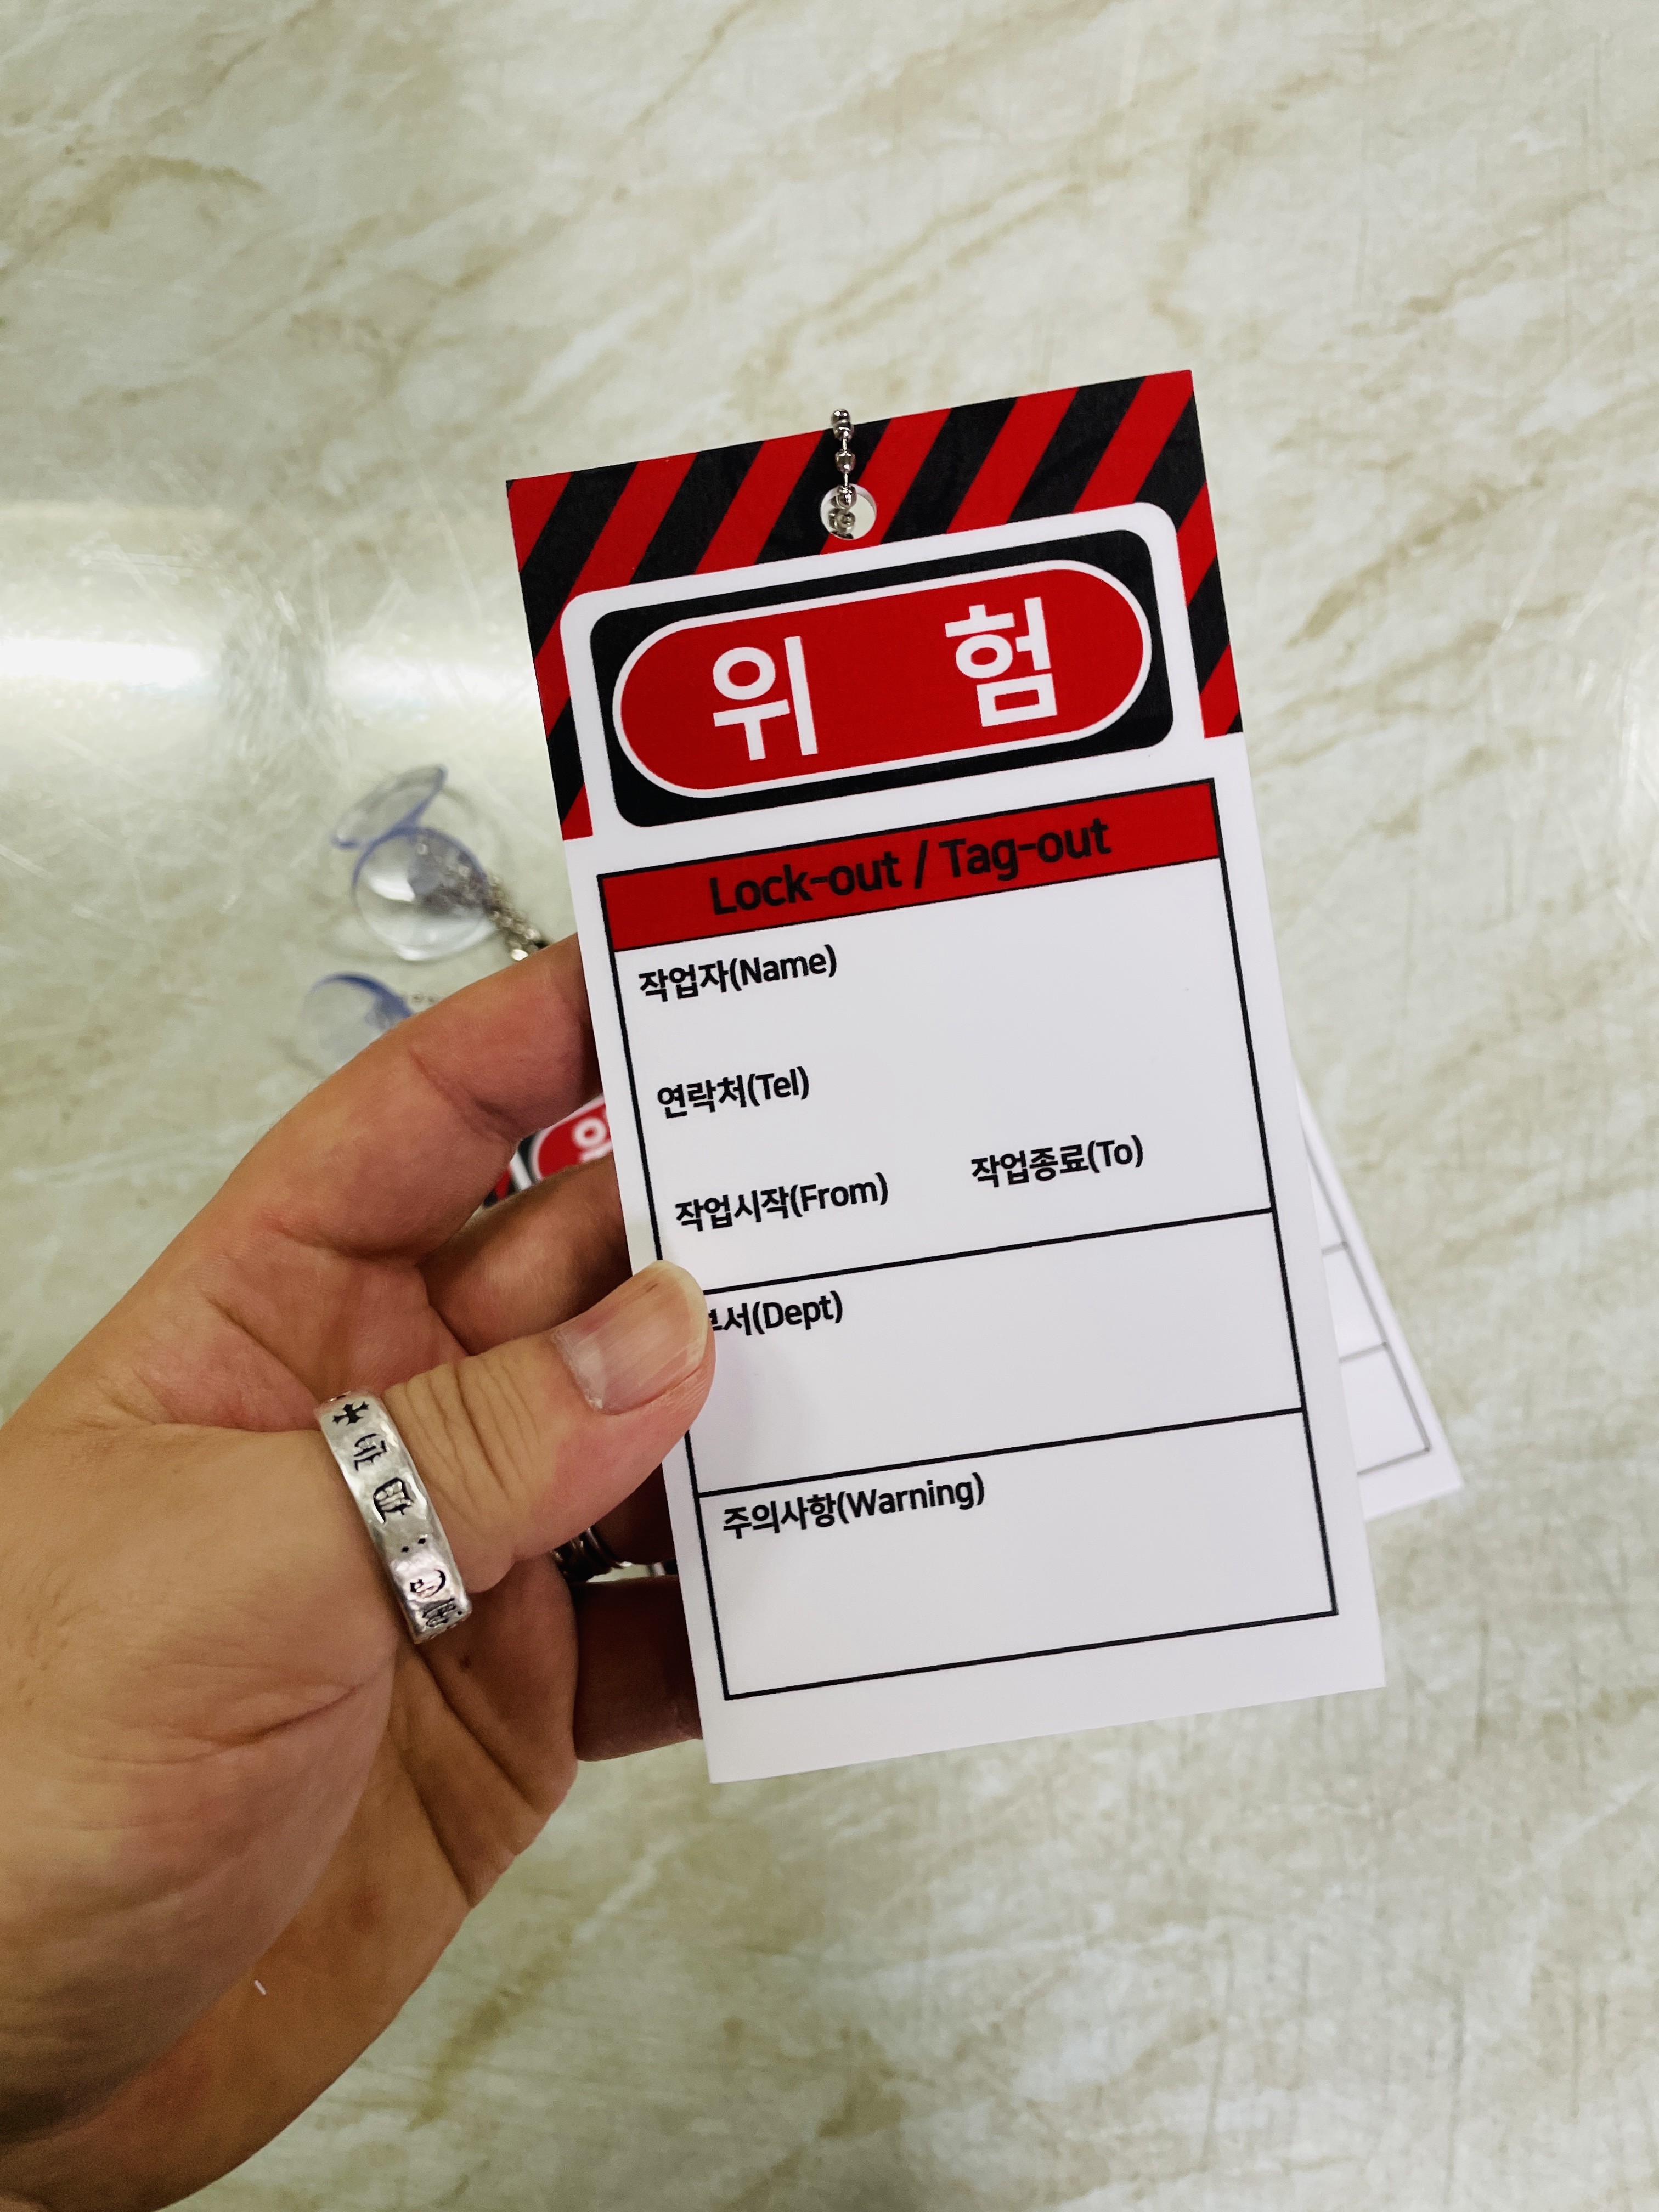 위 험
Lock-out / Tag-out
작업자(Name)
연락처(Tel)
작업시작(From) 작업종료(To)
부서(Dept)
주의사항(Warning)